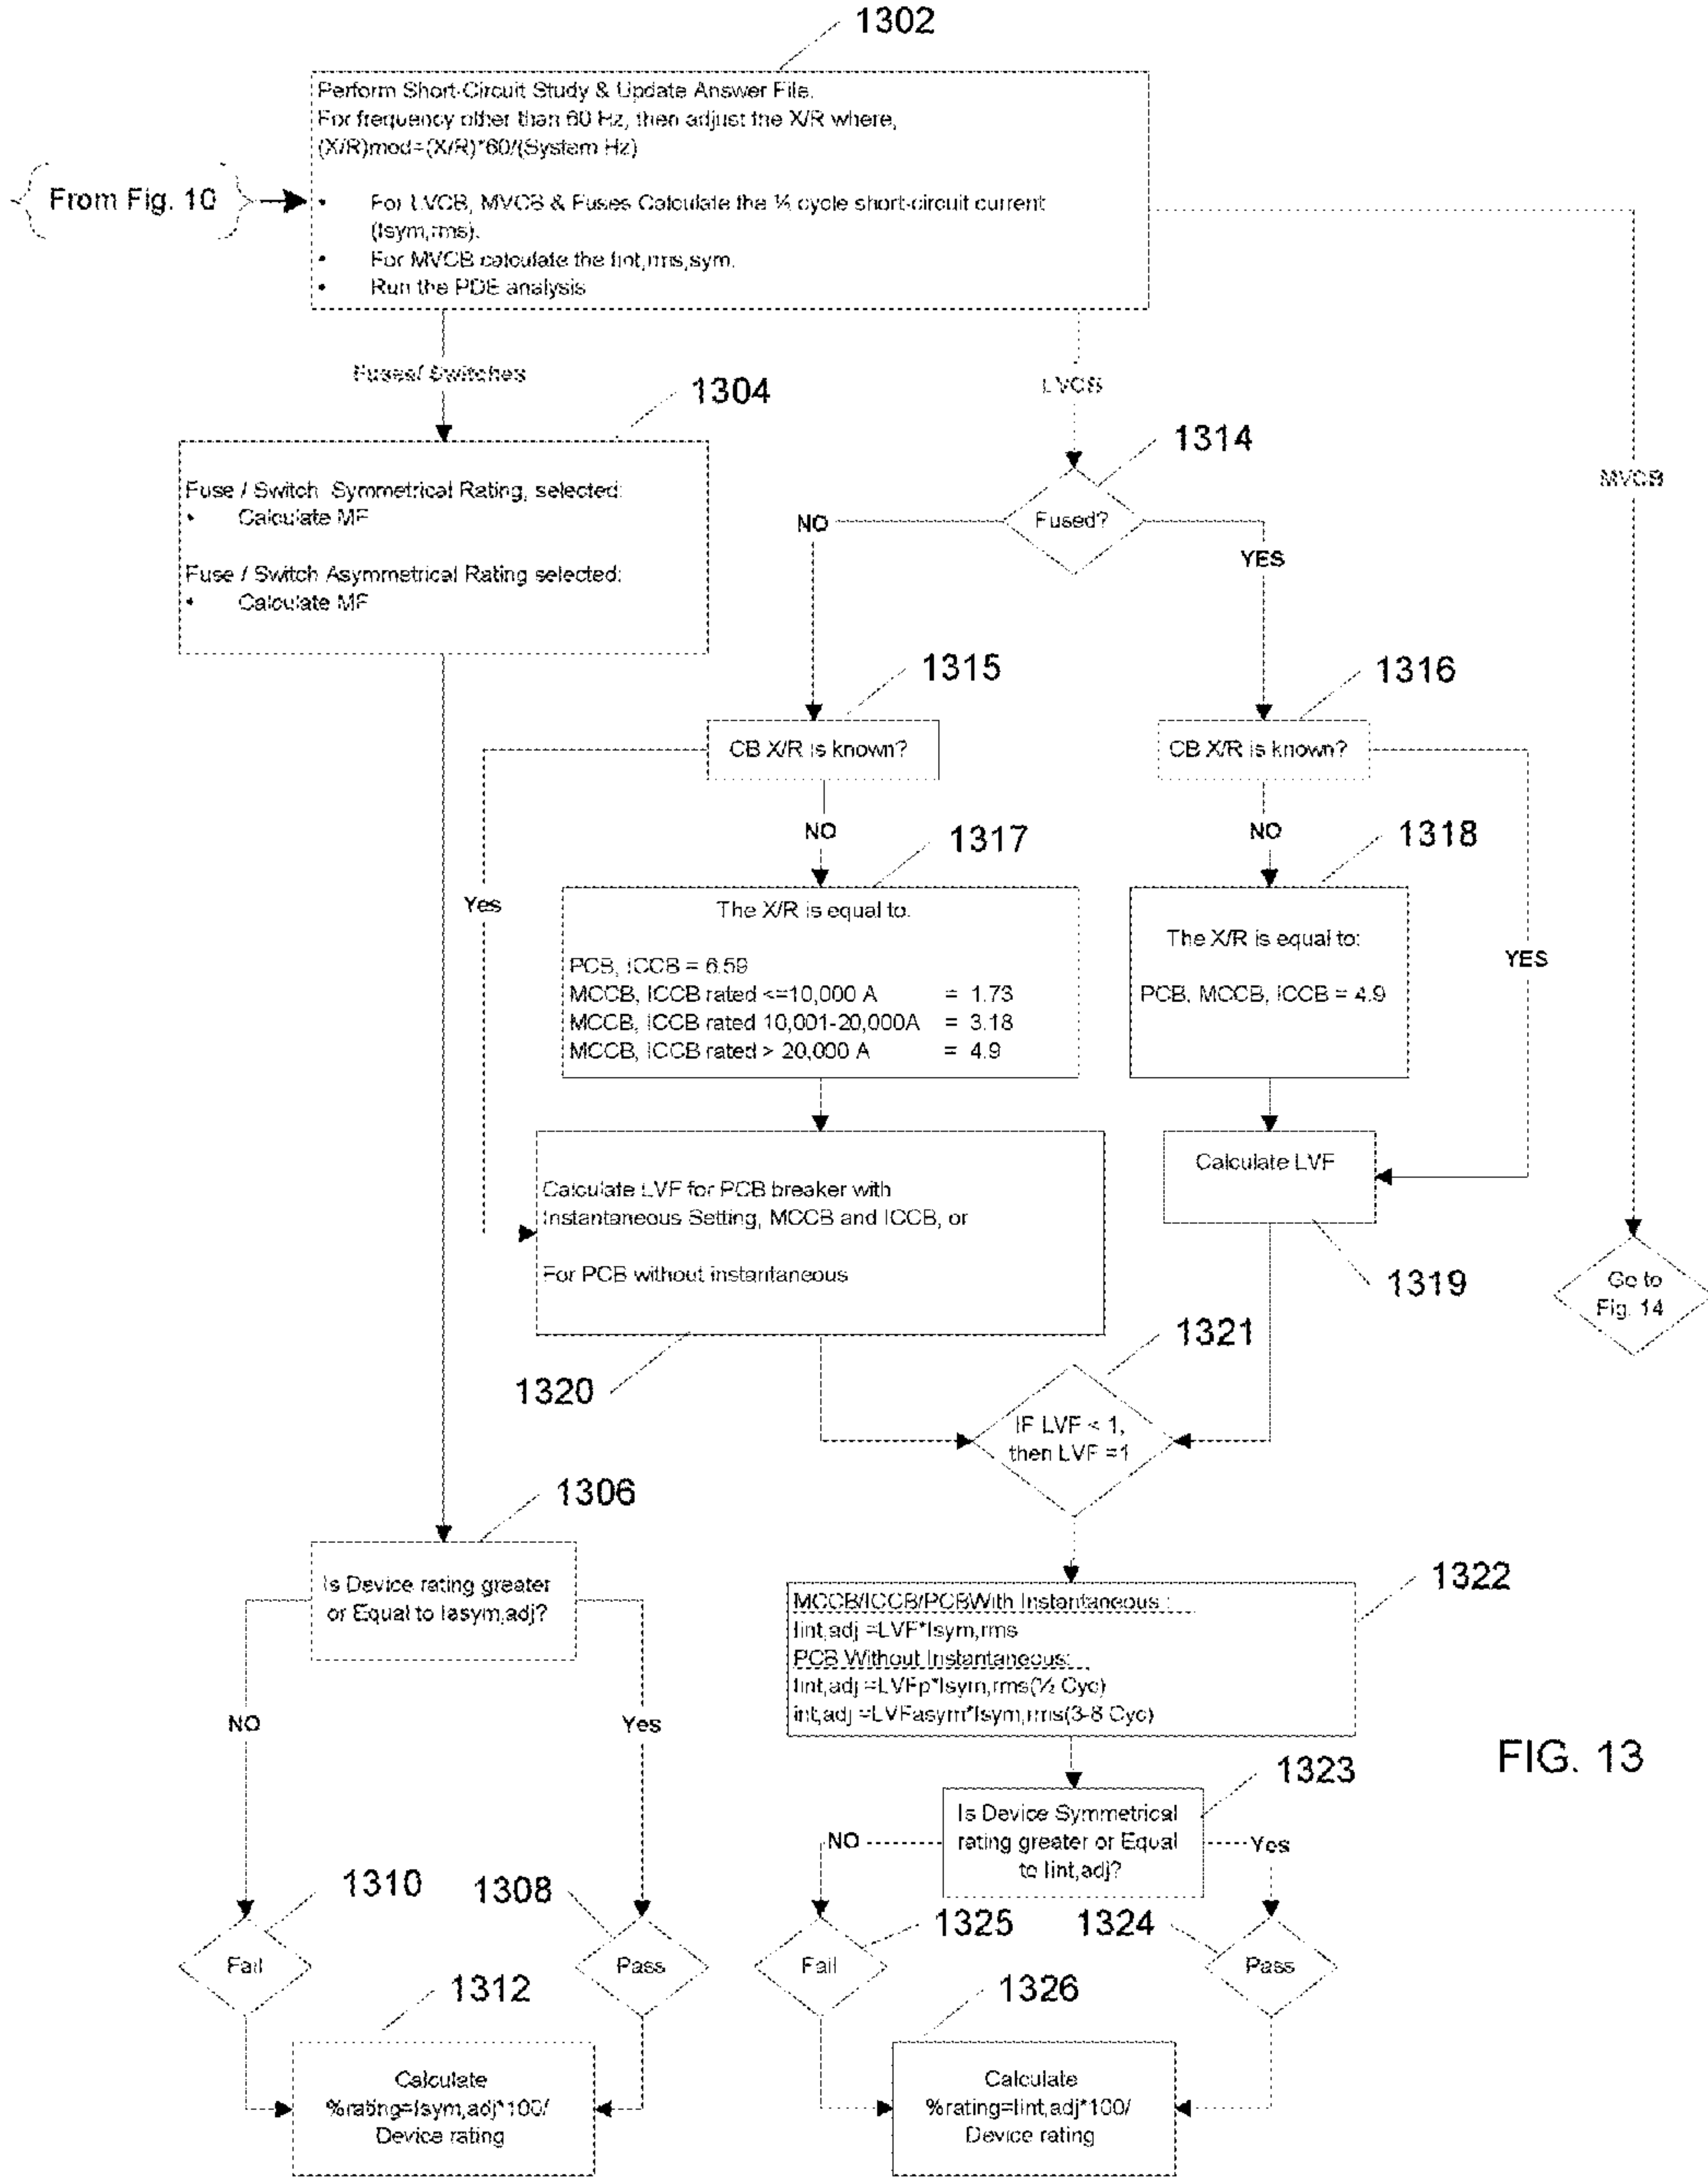 1302
Perform Short-Circuit Study & Update Answer File.
For frequency other than 60 Hz, then adjust the X/R where,
(X/R)mod=(X/R)*60/(System Hz)
• For LVCB, MVCB & Fuses Calculate the ½ cycle short-circuit current
(Isym,rms).
• For MVCB calculate the Iint,rms,sym.
• Run the PDE analysis
From Fig. 10
Fuses/ Switches
LVCB
MVCB
1304
Fuse / Switch Symmetrical Rating, selected:
• Calculate MF
Fuse / Switch Asymmetrical Rating selected:
• Calculate MF
1314
Fused?
NO
YES
1315
CB X/R is known?
1316
CB X/R is known?
NO
NO
Yes
YES
1317
The X/R is equal to.
PCB, ICCB = 6.59
MCCB, ICCB rated <=10,000 A = 1.73
MCCB, ICCB rated 10,001-20,000A = 3.18
MCCB, ICCB rated > 20,000 A = 4.9
1318
The X/R is equal to:
PCB, MCCB, ICCB = 4.9
Calculate LVF for PCB breaker with
Instantaneous Setting, MCCB and ICCB, or
For PCB without instantaneous
1320
Calculate LVF
1319
Go to
Fig. 14
1321
IF LVF < 1,
then LVF =1
1306
Is Device rating greater
or Equal to Iasym,adj?
NO
Yes
1322
MCCB/ICCB/PCBWith Instantaneous :
Iint,adj =LVF*Isym,rms
PCB Without Instantaneous:
Iint,adj =LVFp*Isym,rms(½ Cyc)
int,adj =LVFasym*Isym,rms(3-8 Cyc)
FIG. 13
1323
Is Device Symmetrical
rating greater or Equal
to Iint,adj?
NO
Yes
1310
Fail
1308
Pass
1325
Fail
1324
Pass
1312
Calculate
%rating=Isym,adj*100/
Device rating
1326
Calculate
%rating=Iint,adj*100/
Device rating